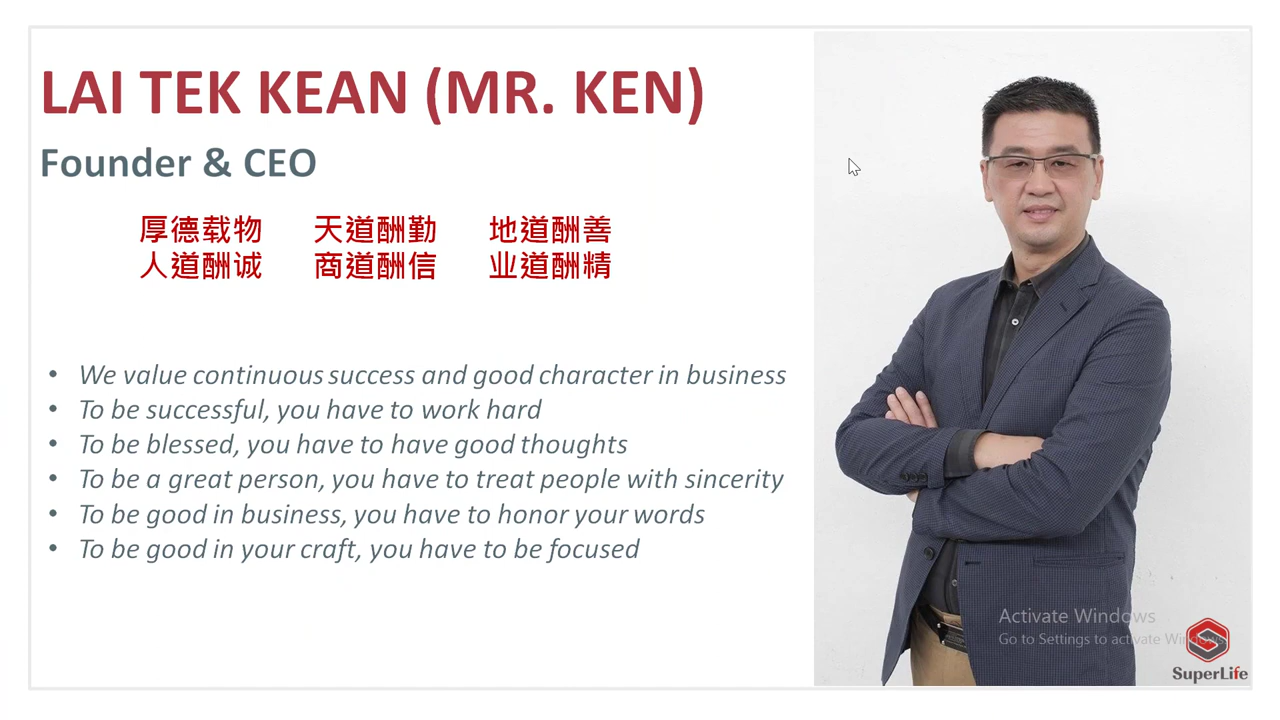 LAI TEK KEAN (MR. KEN)
Founder & CEO
厚德载物 天道酬勤 地道酬善
人道酬诚 商道酬信 业道酬精
• We value continuous success and good character in business
• To be successful, you have to work hard
• To be blessed, you have to have good thoughts
• To be a great person, you have to treat people with sincerity
• To be good in business, you have to honor your words
• To be good in your craft, you have to be focused
Activate Windows
Go to Settings to activate Windows.
SuperLife